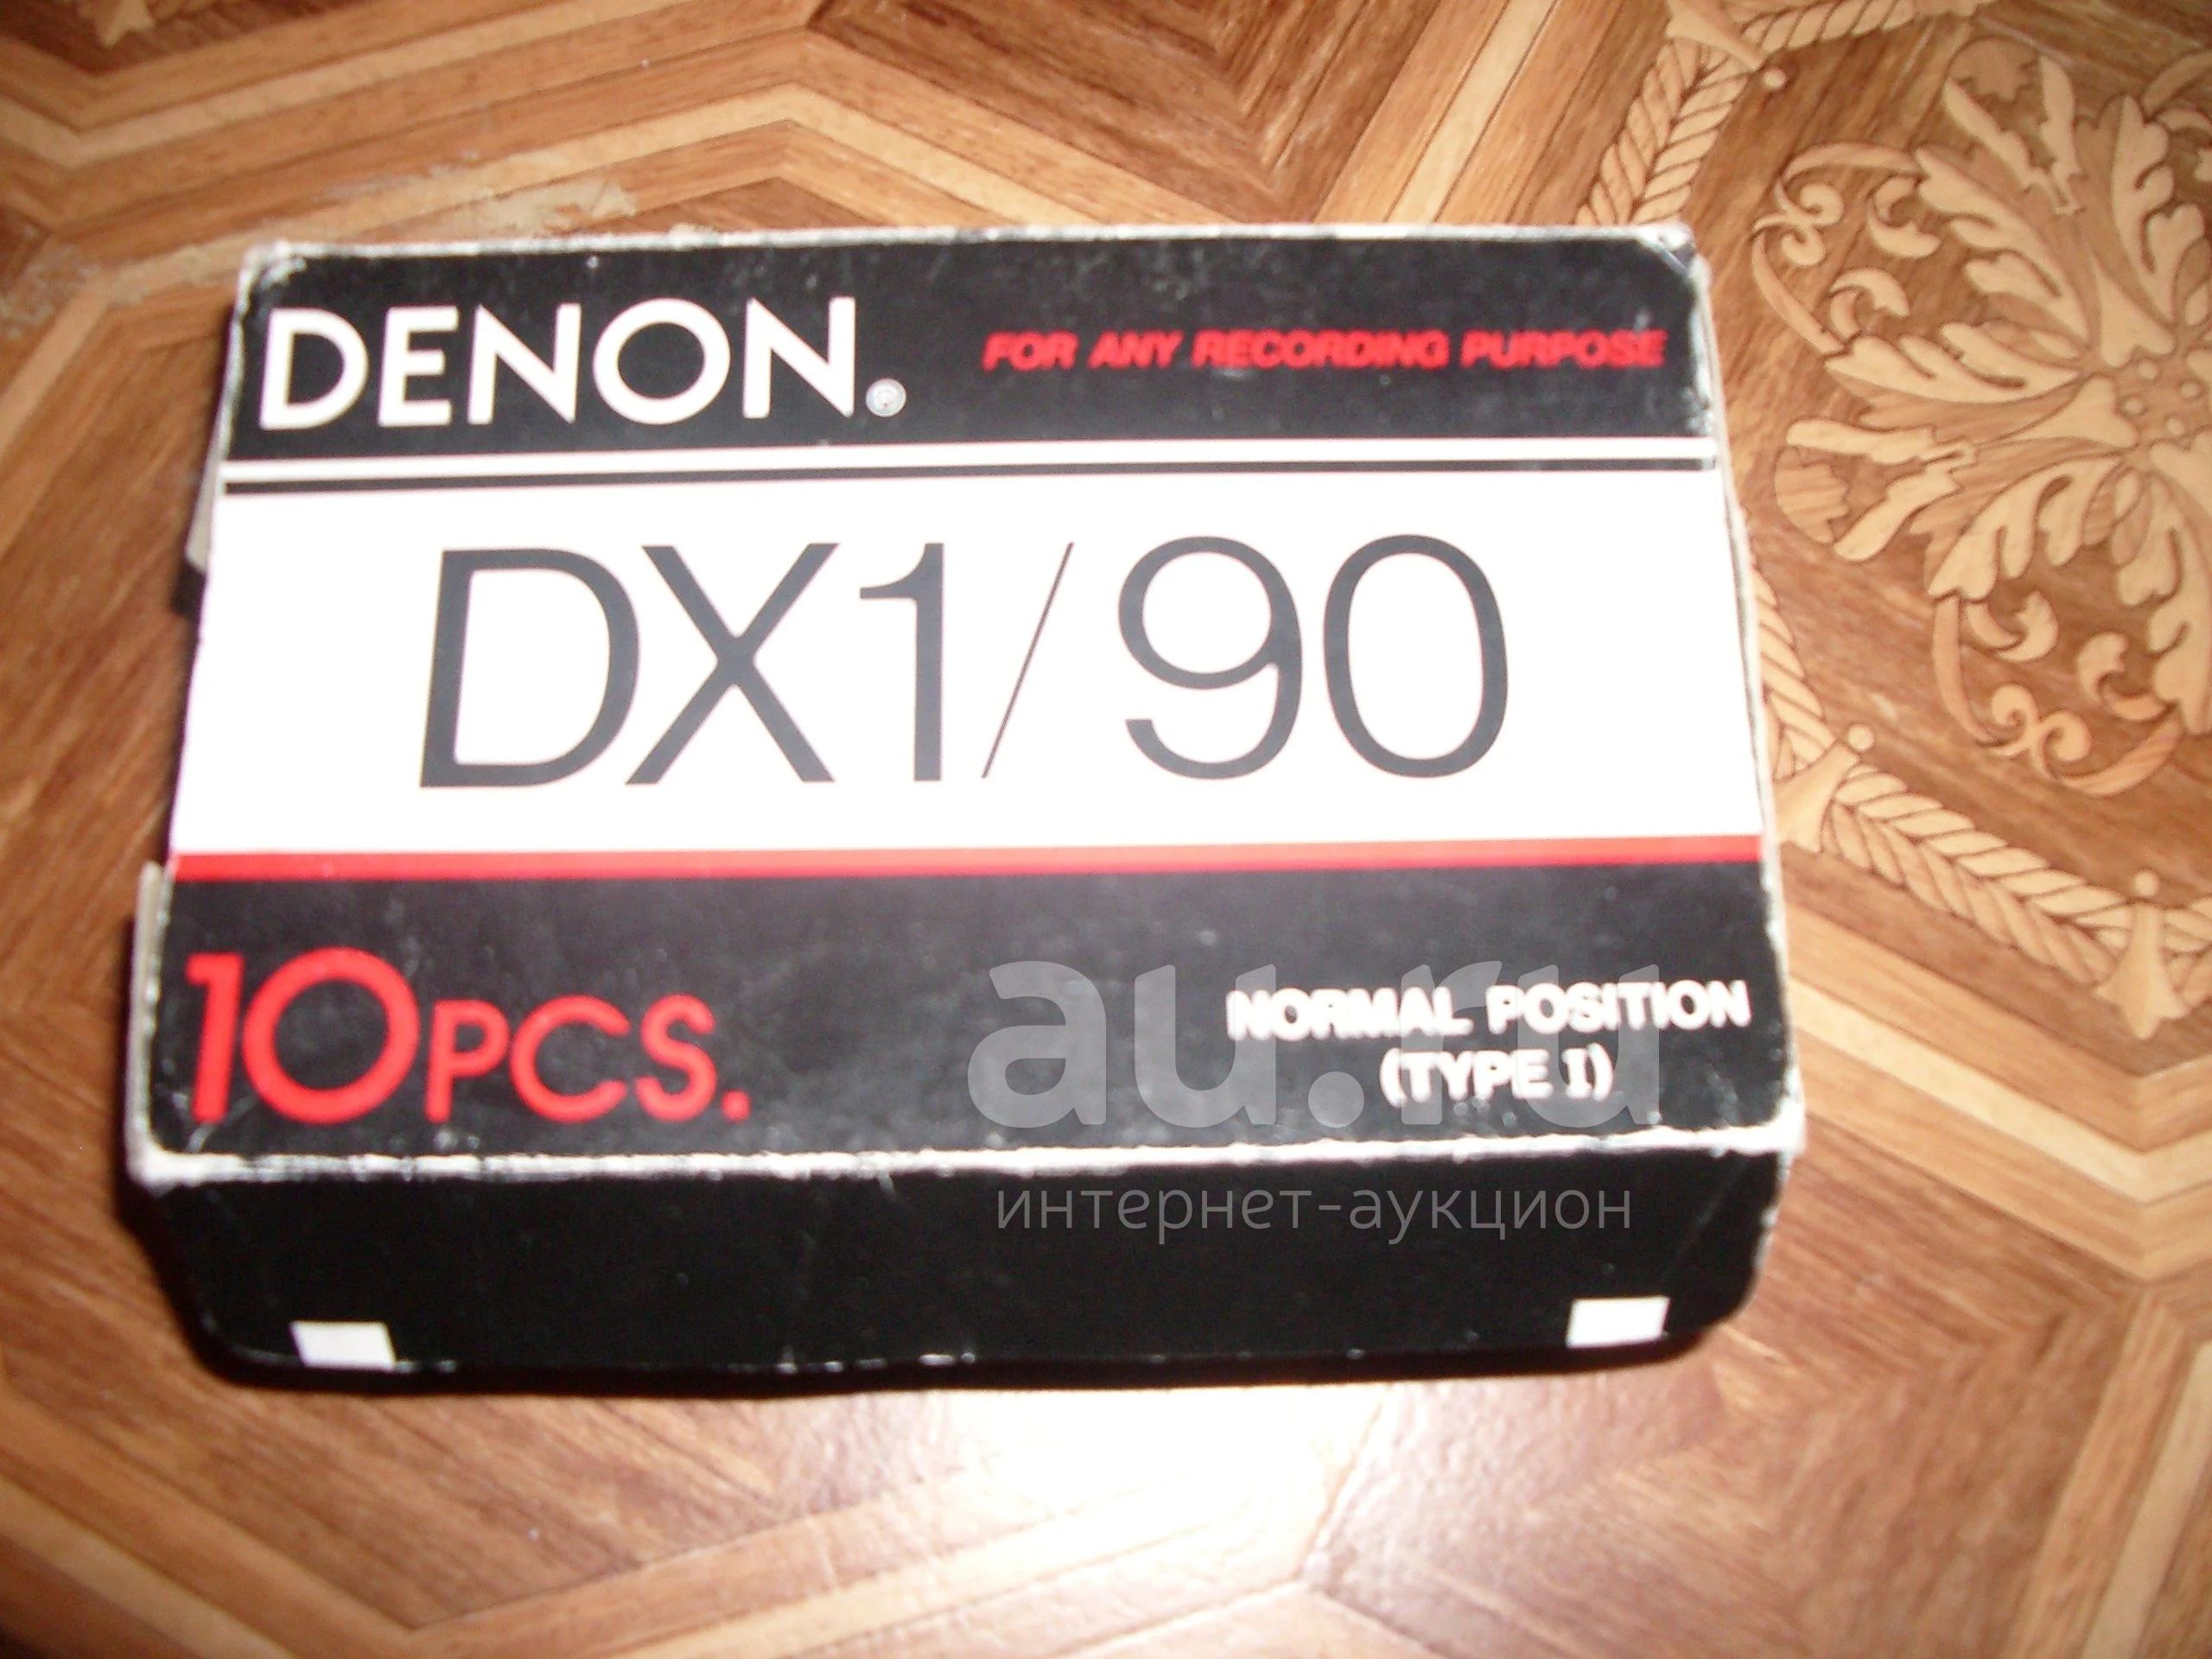 DENON®
FOR ANY RECORDING PURPOSE
DX1/90
10PCS.
NORMAL POSITION
(TYPE I)
au.ru
интернет-аукцион